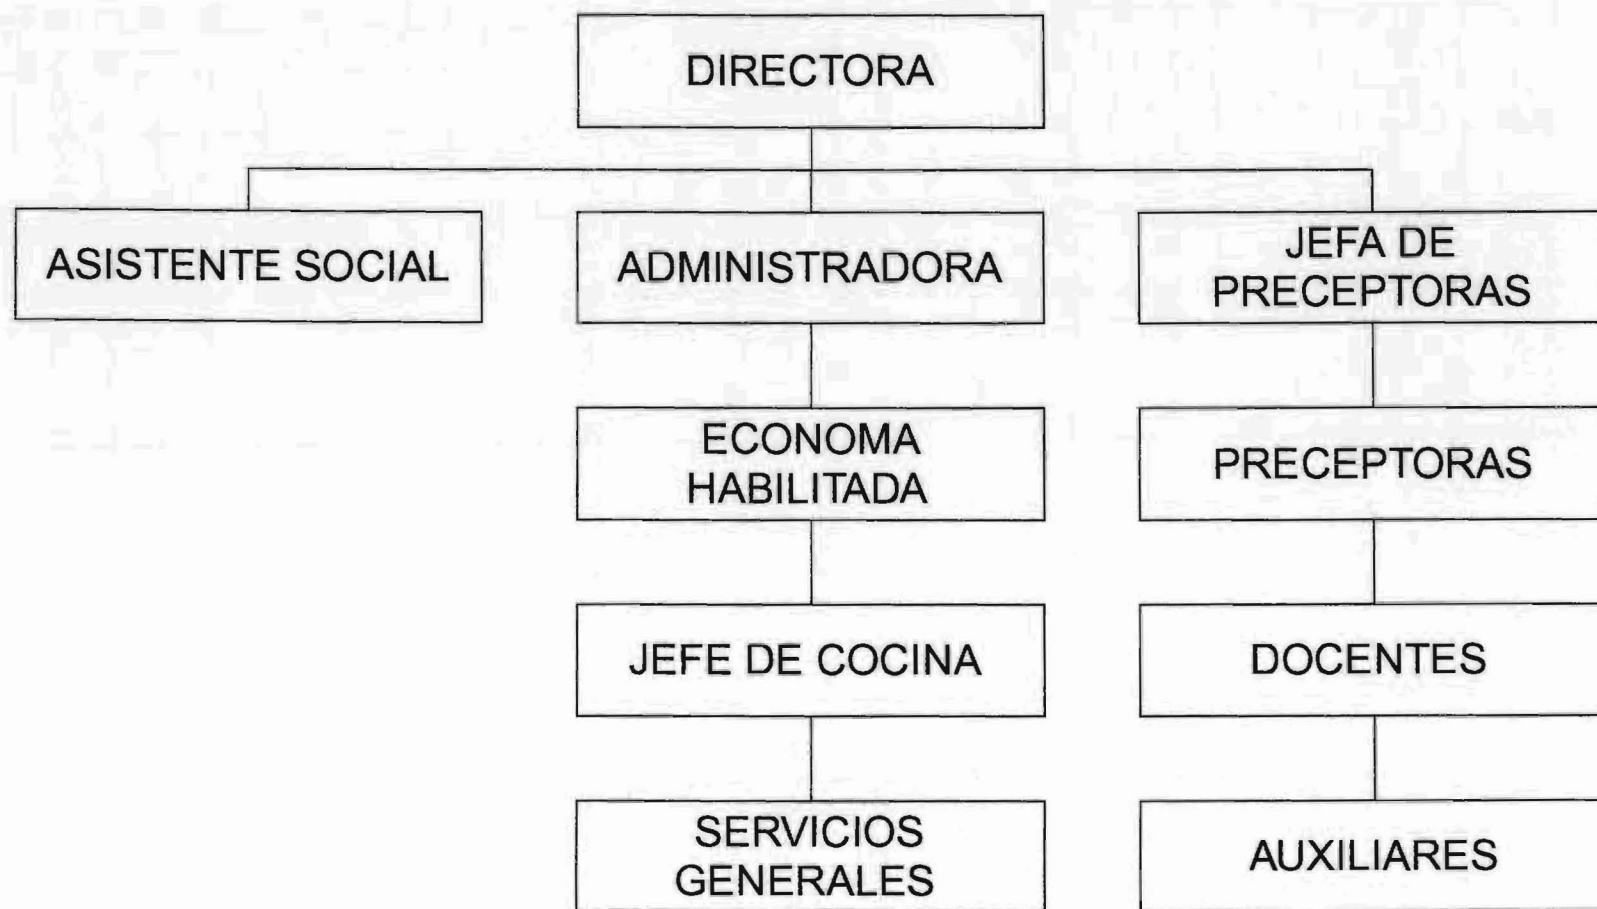 DIRECTORA
ASISTENTE SOCIAL
ADMINISTRADORA
JEFA DE
PRECEPTORAS
ECONOMA
HABILITADA
PRECEPTORAS
JEFE DE COCINA
DOCENTES
SERVICIOS
GENERALES
AUXILIARES